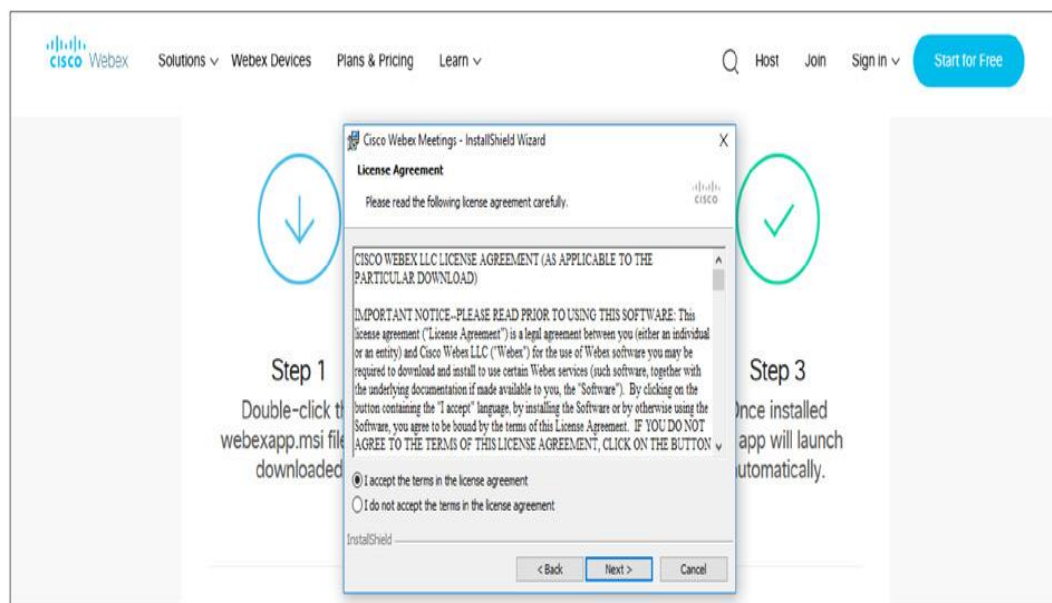 CISCO Webex Solutions Webex Devices Plans & Pricing Learn Host Join Sign in Start for Free
Cisco Webex Meetings - InstallShield Wizard X
License Agreement
Please read the following license agreement carefully.
CISCO
CISCO WEBEX LLC LICENSE AGREEMENT (AS APPLICABLE TO THE
PARTICULAR DOWNLOAD)
IMPORTANT NOTICE--PLEASE READ PRIOR TO USING THIS SOFTWARE: This
license agreement ("License Agreement") is a legal agreement between you (either an individual
or an entity) and Cisco Webex LLC ("Webex") for the use of Webex software you may be
required to download and install to use certain Webex services (such software, together with
the underlying documentation if made available to you, the "Software"). By clicking on the
button containing the "I accept" language, by installing the Software or by otherwise using the
Software, you agree to be bound by the terms of this License Agreement. IF YOU DO NOT
AGREE TO THE TERMS OF THIS LICENSE AGREEMENT, CLICK ON THE BUTTON
I accept the terms in the license agreement
I do not accept the terms in the license agreement
InstallShield
< Back Next > Cancel
Step 1
Double-click
webexapp.msi
downloaded
Step 3
installed
app will launch
automatically.